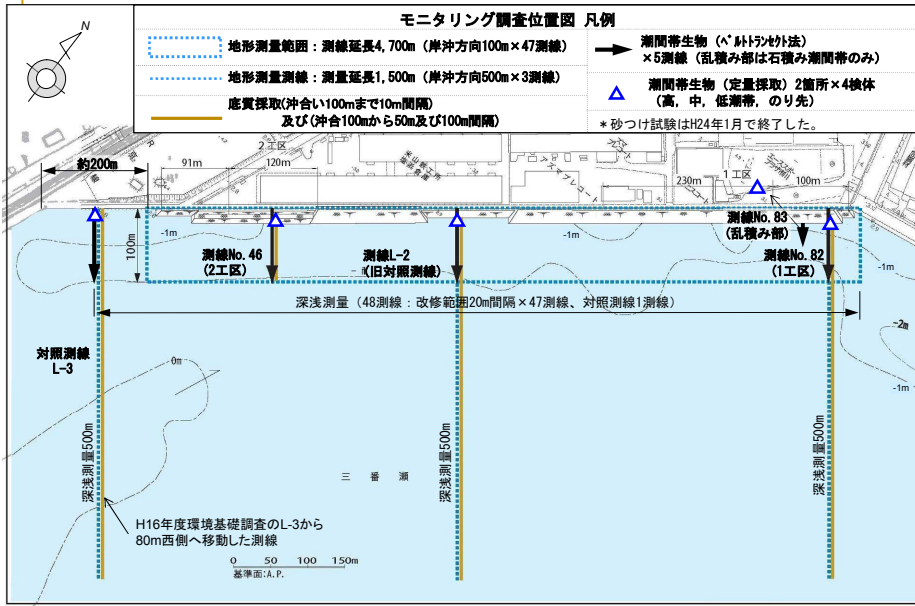 モニタリング調査位置図 凡例
地形測量範囲：測線延長4,700m（岸沖方向100m×47測線）
地形測量測線：測量延長1,500m（岸沖方向500m×3測線）
底質採取(沖合い100mまで10m間隔)
及び(沖合100mから50m及び100m間隔)
潮間帯生物（ﾍﾞﾙﾄﾄランセｸﾄ法）
×5測線（乱積み部は石積み潮間帯のみ）
潮間帯生物（定量採取）2箇所×4検体
（高，中，低潮帯，のり先）
＊砂つけ試験はH24年1月で終了した。
N
約200m
91m
2工区
120m
アズマプレコート
230m
1工区
100m
測線No.83
(乱積み部)
100m
-1m
測線No.46
(2工区)
測線L-2
(旧対照測線)
-1m
-1m
測線No.82
(1工区)
-1m
深浅測量（48測線：改修範囲20m間隔×47測線、対照測線1測線）
-2m
-1m
対照測線
L-3
0m
深浅測量500m
深浅測量500m
深浅測量500m
三番瀬
H16年度環境基礎調査のL-3から
80m西側へ移動した測線
0 50 100 150m
基準面:A.P.